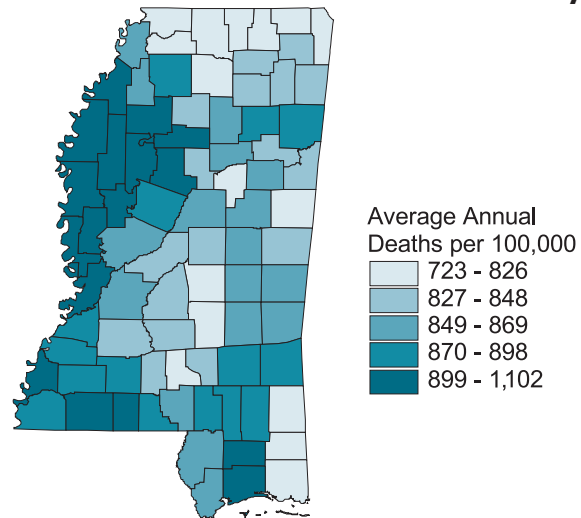 Average Annual
Deaths per 100,000
723 - 826
827 - 848
849 - 869
870 - 898
899 - 1,102